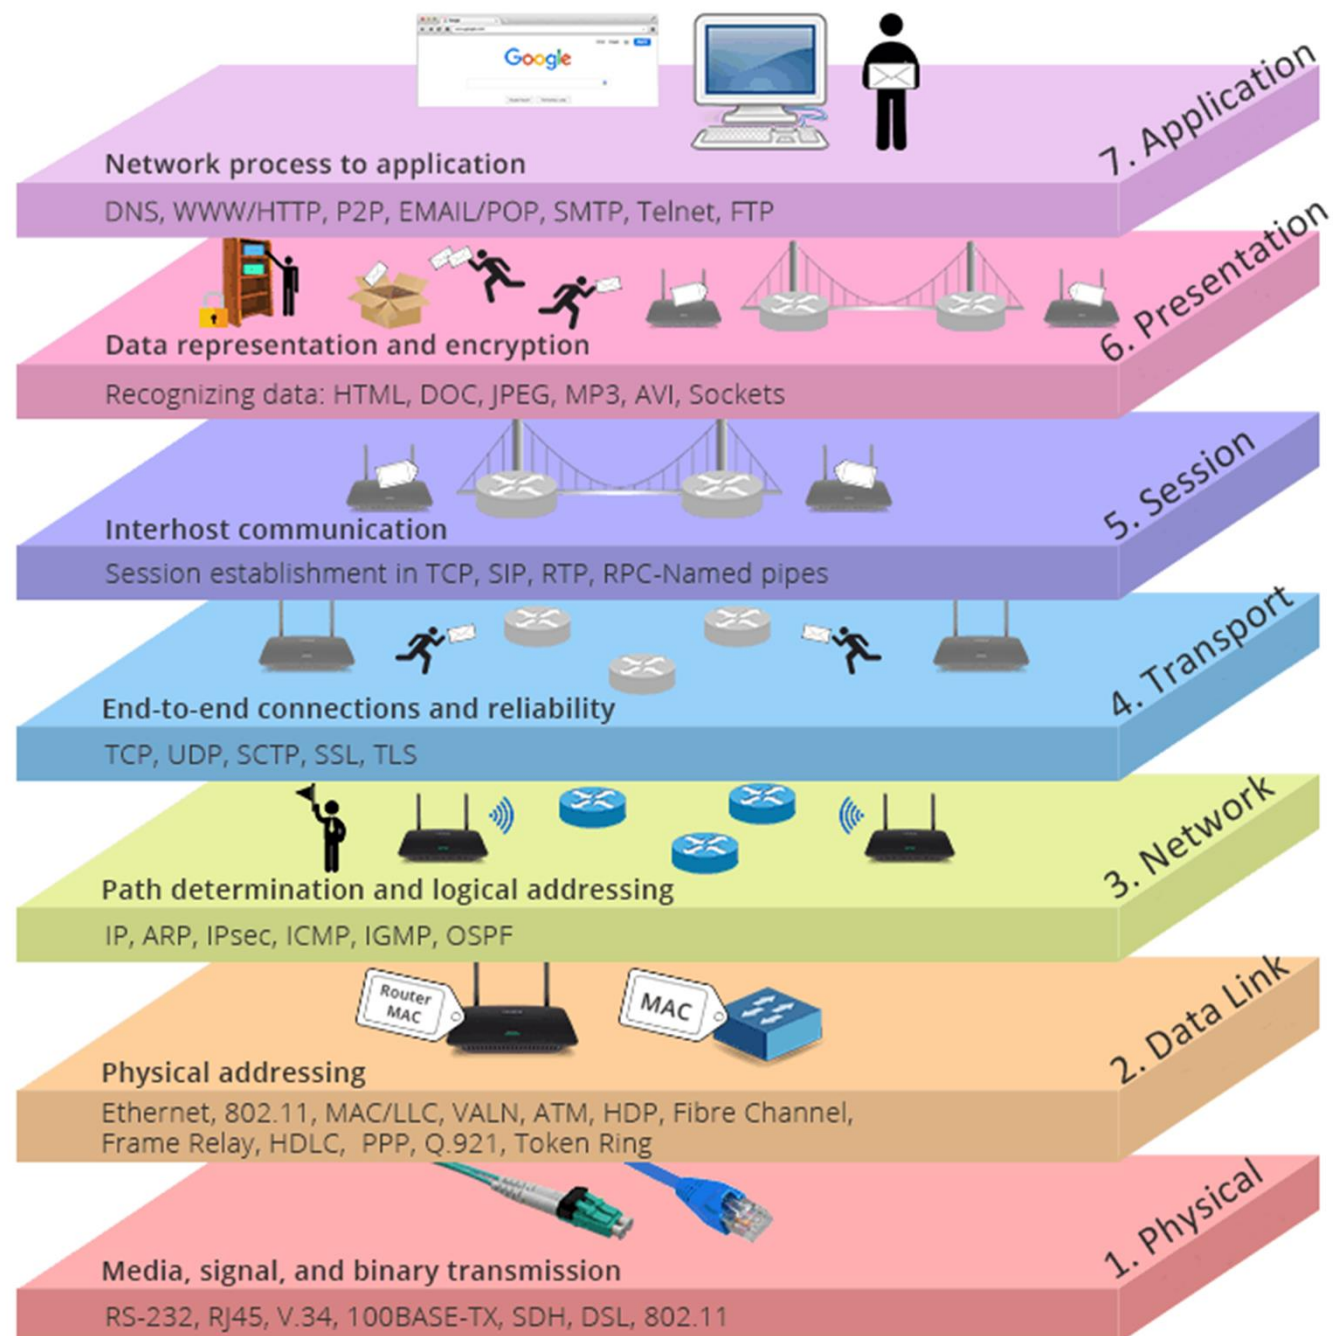 Google
7. Application
Network process to application
DNS, WWW/HTTP, P2P, EMAIL/POP, SMTP, Telnet, FTP
6. Presentation
Data representation and encryption
Recognizing data: HTML, DOC, JPEG, MP3, AVI, Sockets
5. Session
Interhost communication
Session establishment in TCP, SIP, RTP, RPC-Named pipes
4. Transport
End-to-end connections and reliability
TCP, UDP, SCTP, SSL, TLS
3. Network
Path determination and logical addressing
IP, ARP, IPsec, ICMP, IGMP, OSPF
Router
MAC
MAC
2. Data Link
Physical addressing
Ethernet, 802.11, MAC/LLC, VALN, ATM, HDP, Fibre Channel,
Frame Relay, HDLC, PPP, Q.921, Token Ring
1. Physical
Media, signal, and binary transmission
RS-232, RJ45, V.34, 100BASE-TX, SDH, DSL, 802.11